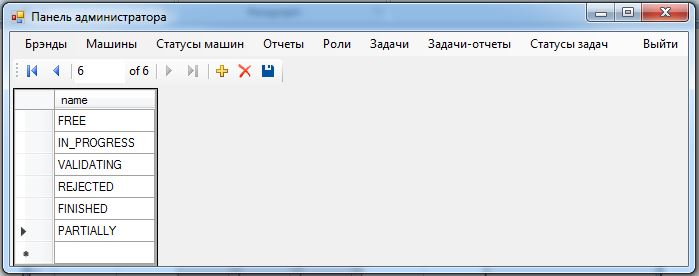 Панель администратора
Брэнды Машины Статусы машин Отчеты Роли Задачи Задачи-отчеты Статусы задач Выйти
6 of 6
name
FREE
IN_PROGRESS
VALIDATING
REJECTED
FINISHED
PARTIALLY